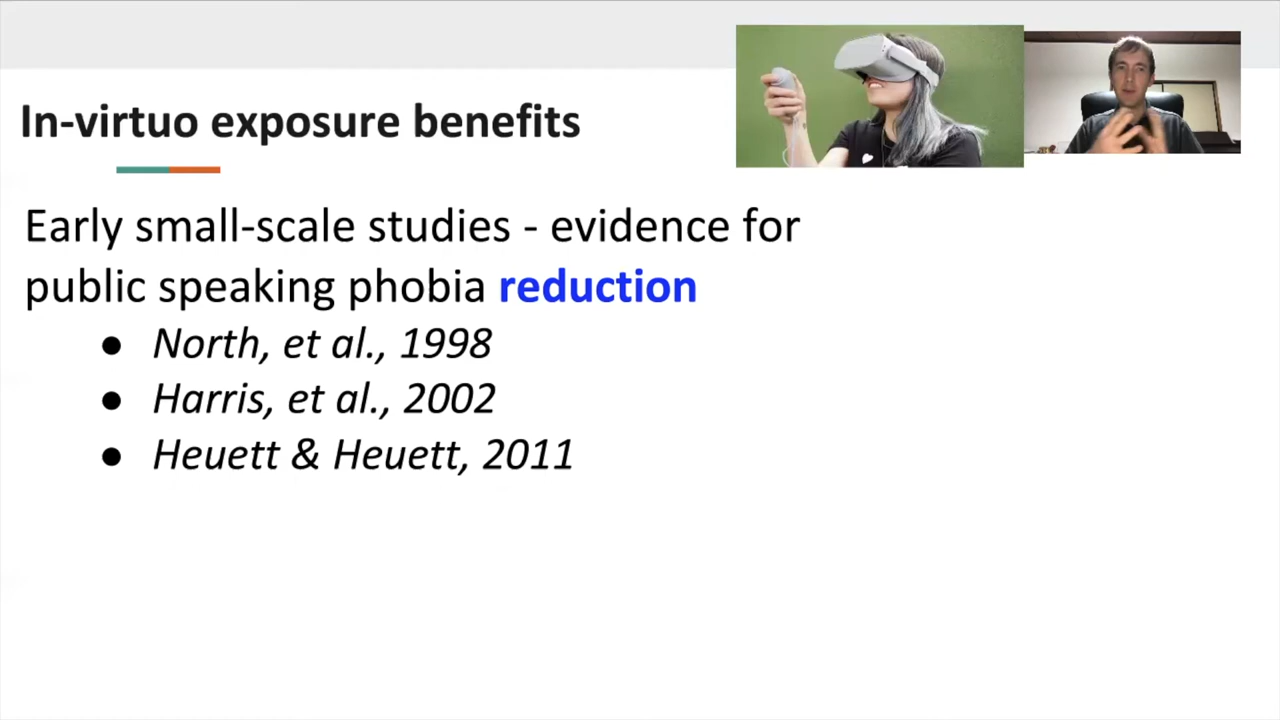 In-virtuo exposure benefits
Early small-scale studies - evidence for
public speaking phobia reduction
● North, et al., 1998
● Harris, et al., 2002
● Heuett & Heuett, 2011